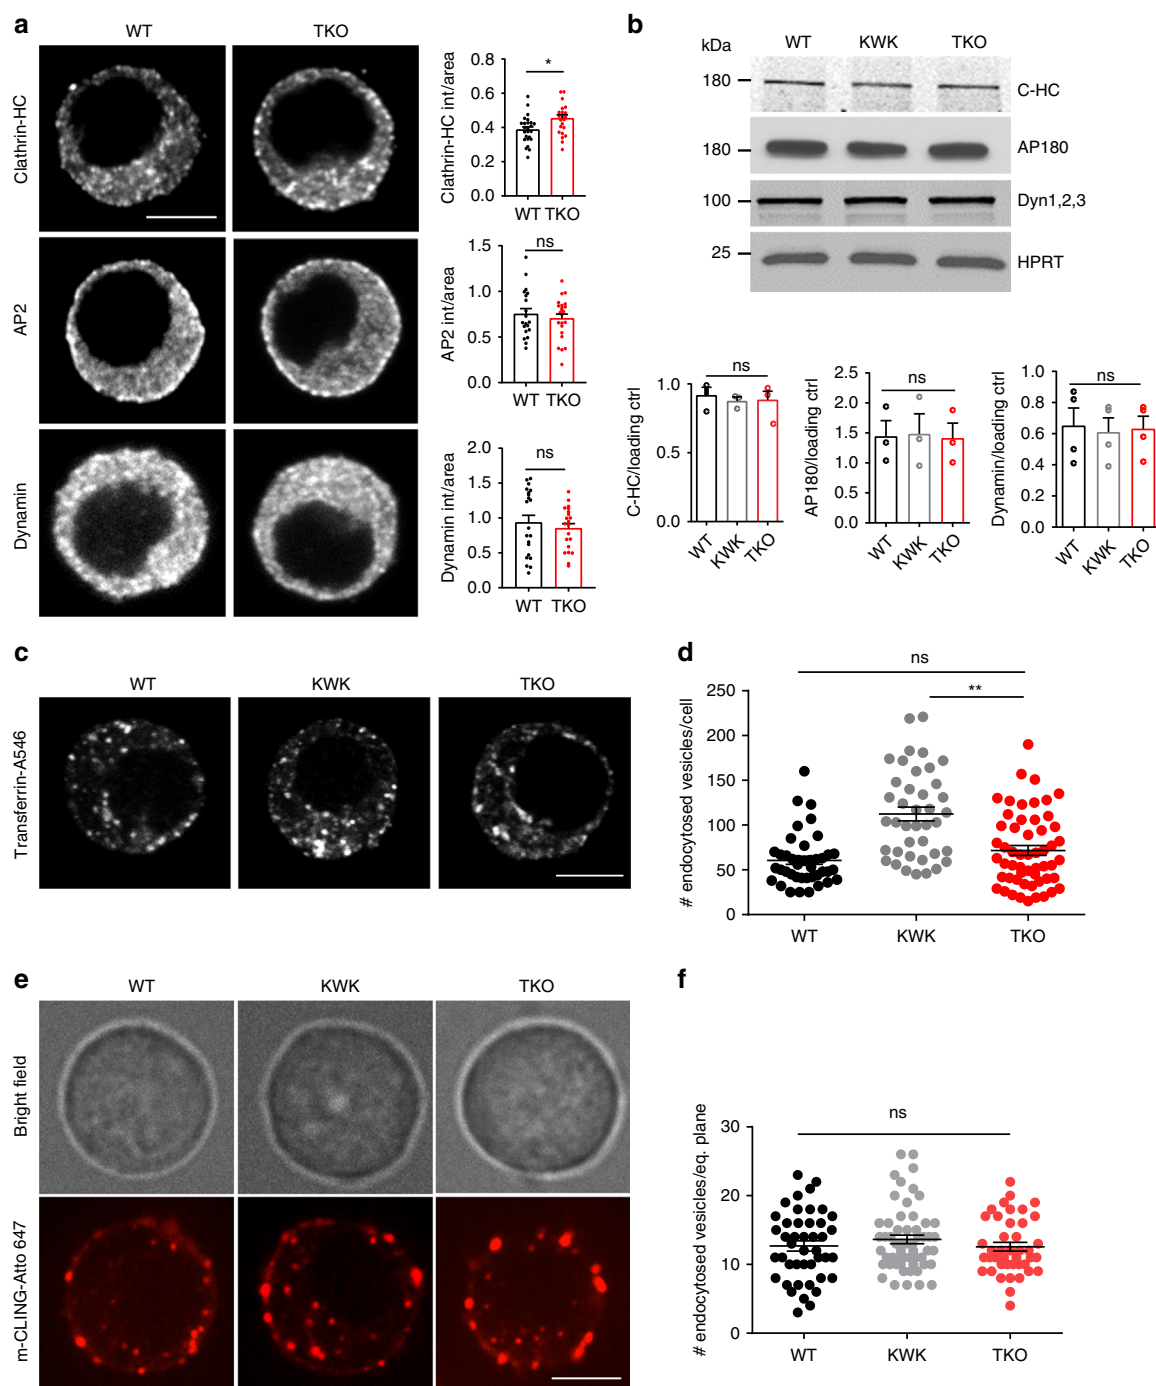 a
WT
TKO
Clathrin-HC
AP2
Dynamin
Clathrin-HC int/area
0.8
0.6
0.4
0.2
0.0
*
WT TKO
AP2 int/area
1.5
1.0
0.5
0.0
ns
WT TKO
Dynamin int/area
2.0
1.5
1.0
0.5
0.0
ns
WT TKO
b
kDa
WT
KWK
TKO
180
C-HC
180
AP180
100
Dyn1,2,3
25
HPRT
C-HC/loading ctrl
1.0
0.5
0.0
ns
WT
KWK
TKO
AP180/loading ctrl
2.5
2.0
1.5
1.0
0.5
0.0
ns
WT
KWK
TKO
Dynamin/loading ctrl
1.0
0.8
0.6
0.4
0.2
0.0
ns
WT
KWK
TKO
c
WT
KWK
TKO
Transferrin-A546
d
# endocytosed vesicles/cell
250
200
150
100
50
0
ns
**
WT
KWK
TKO
e
WT
KWK
TKO
Bright field
m-CLING-Atto 647
f
# endocytosed vesicles/eq. plane
30
20
10
0
ns
WT
KWK
TKO